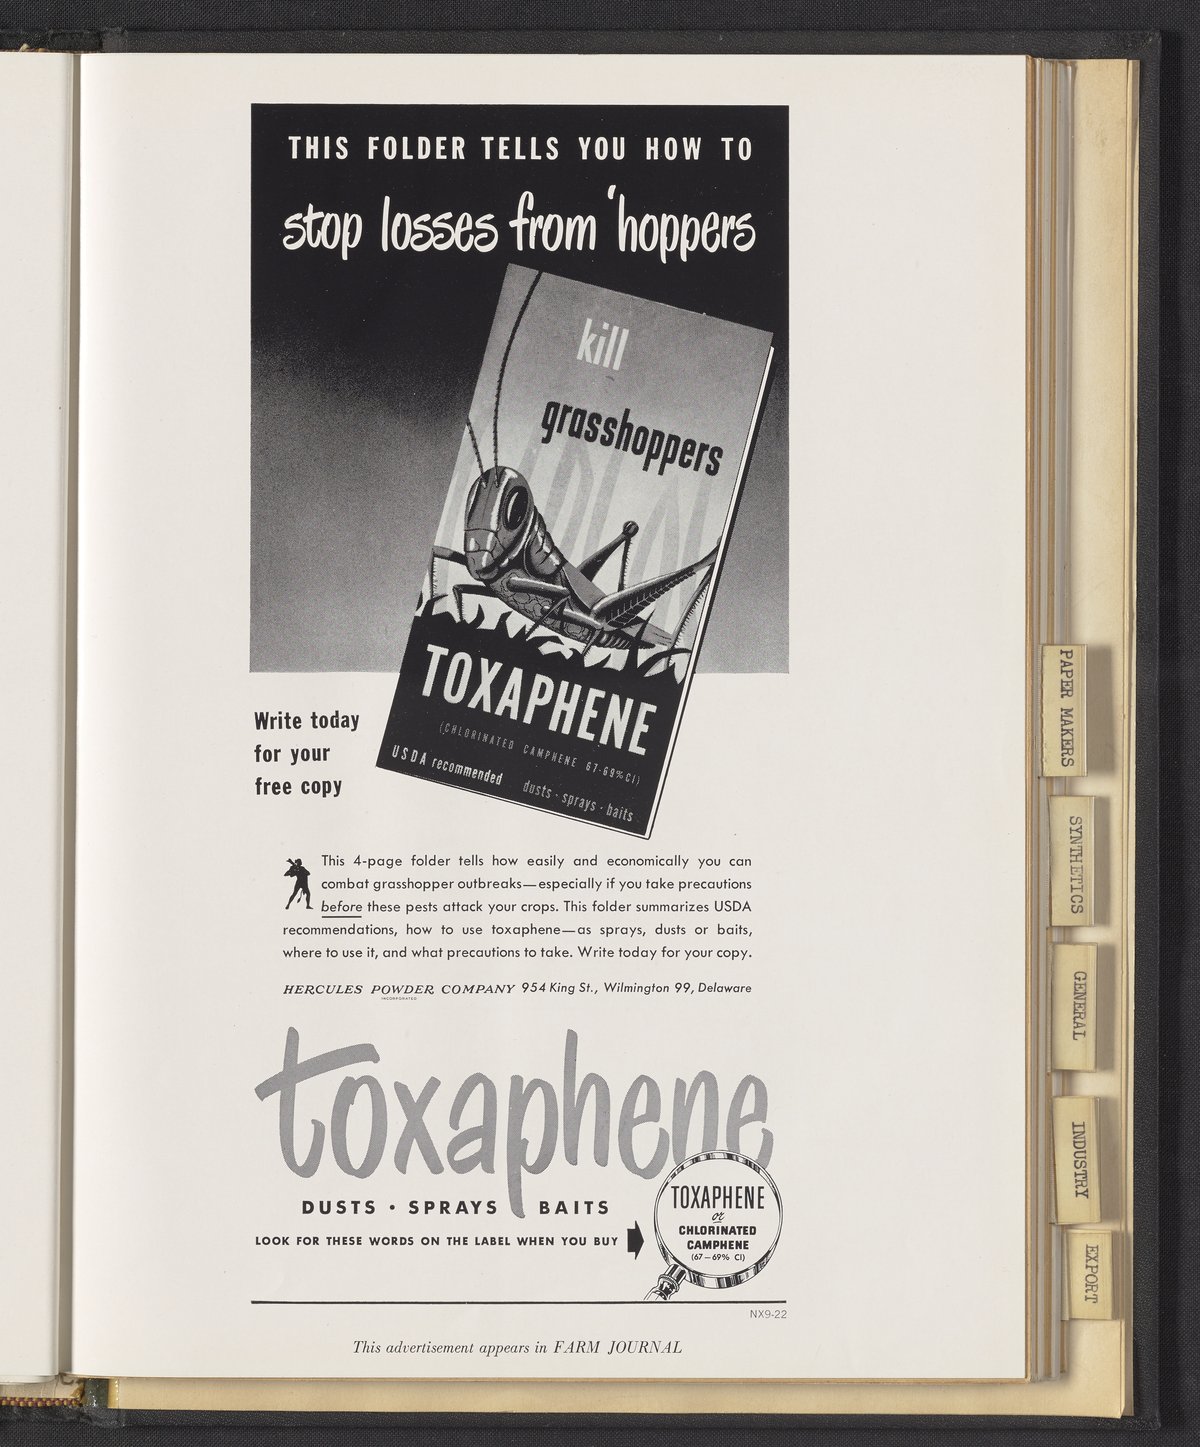 THIS FOLDER TELLS YOU HOW TO
stop losses from 'hoppers
kill
grasshoppers
TOXAPHENE
(CHLORINATED CAMPHENE 67-69% Cl)
USDA recommended dusts · sprays · baits
Write today
for your
free copy
This 4-page folder tells how easily and economically you can
combat grasshopper outbreaks—especially if you take precautions
before these pests attack your crops. This folder summarizes USDA
recommendations, how to use toxaphene—as sprays, dusts or baits,
where to use it, and what precautions to take. Write today for your copy.
HERCULES POWDER COMPANY 954 King St., Wilmington 99, Delaware
INCORPORATED
toxaphene
DUSTS · SPRAYS BAITS
LOOK FOR THESE WORDS ON THE LABEL WHEN YOU BUY
TOXAPHENE
or
CHLORINATED
CAMPHENE
(67—69% Cl)
NX9-22
This advertisement appears in FARM JOURNAL
PAPER MAKERS
SYNTHETICS
GENERAL
INDUSTRY
EXPORT